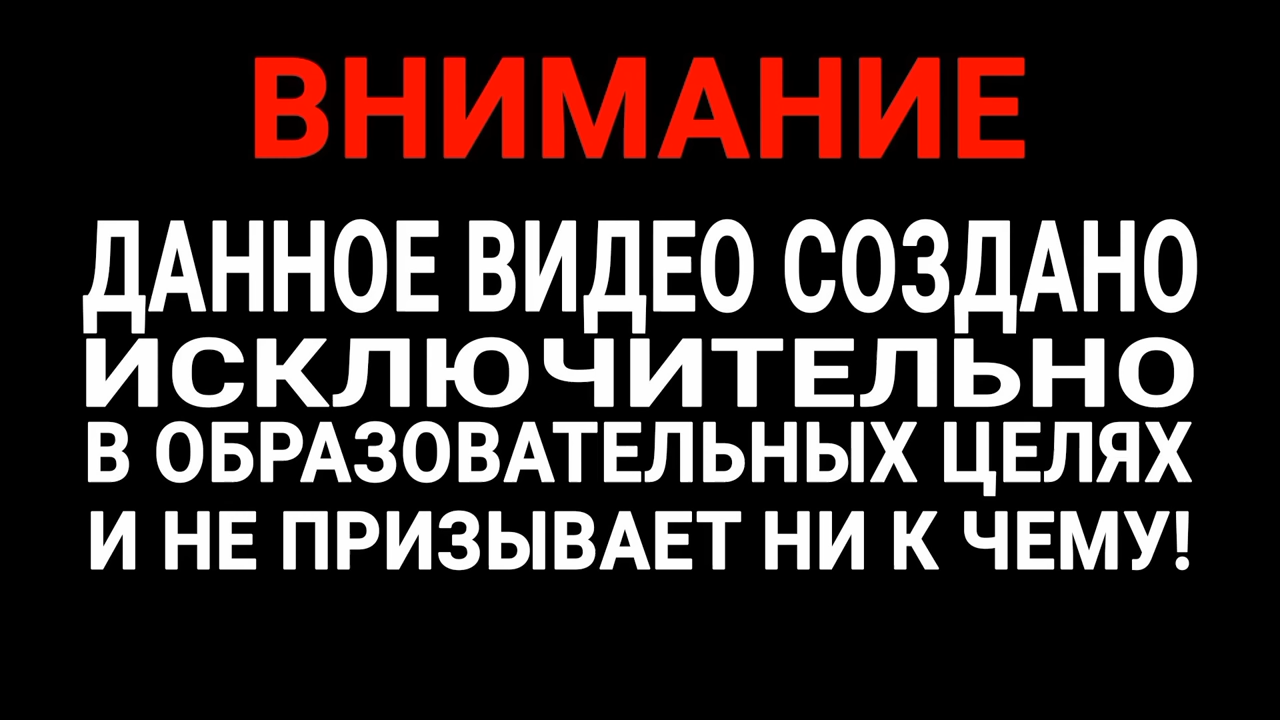 ВНИМАНИЕ
ДАННОЕ ВИДЕО СОЗДАНО
ИСКЛЮЧИТЕЛЬНО
В ОБРАЗОВАТЕЛЬНЫХ ЦЕЛЯХ
И НЕ ПРИЗЫВАЕТ НИ К ЧЕМУ!